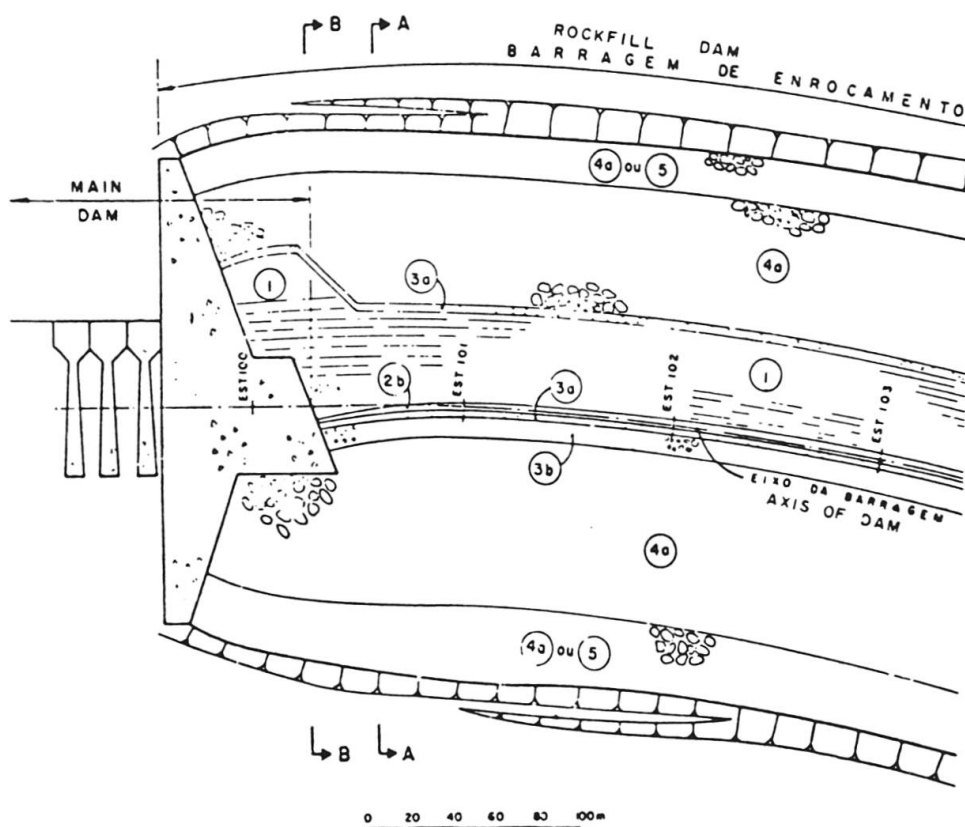 B A
ROCKFILL DAM
BARRAGEM DE ENROCAMENTO
4a ou 5
MAIN
DAM
4a
1
3a
EST 100
EST 101
EST 102
1
EST 103
2b
3a
3b
EIXO DA BARRAGEM
AXIS OF DAM
4a
4a ou 5
B A
0 20 40 60 80 100m